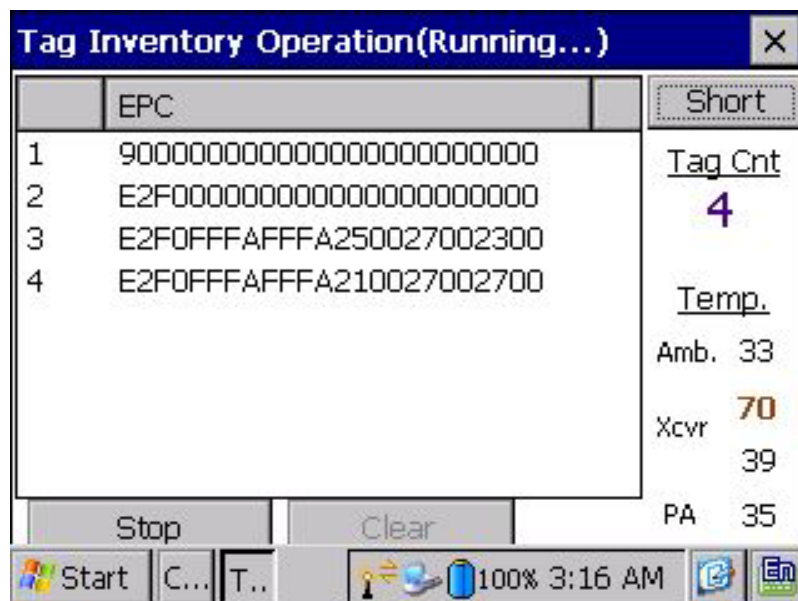 Tag Inventory Operation(Running...)
EPC
Short
1 900000000000000000000000
2 E2F000000000000000000000
3 E2F0FFFAFFFA250027002300
4 E2F0FFFAFFFA210027002700
Tag Cnt
4
Temp.
Amb. 33
Xcvr 70
39
PA 35
Stop
Clear
Start C... T.. 100% 3:16 AM En